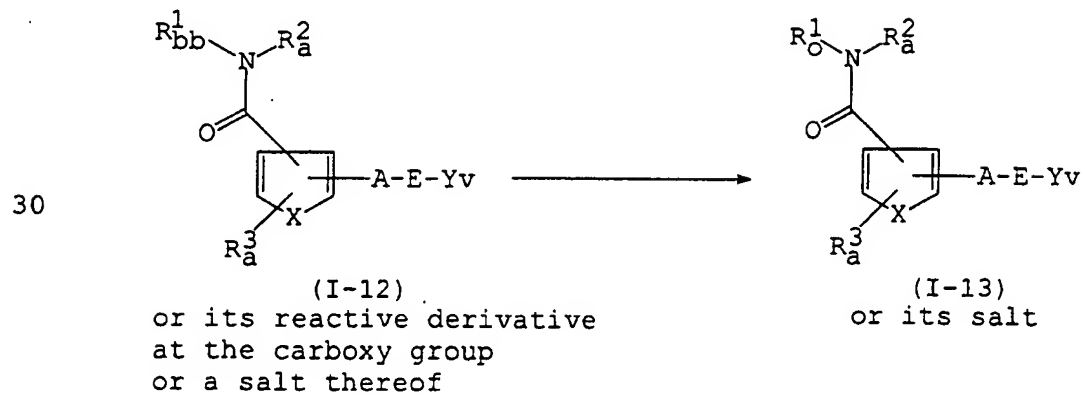 R¹bb N R²a R¹o N R²a
O O
30 A-E-Yv A-E-Yv
X X
R³a R³a
(I-12) (I-13)
or its reactive derivative or its salt
at the carboxy group
or a salt thereof